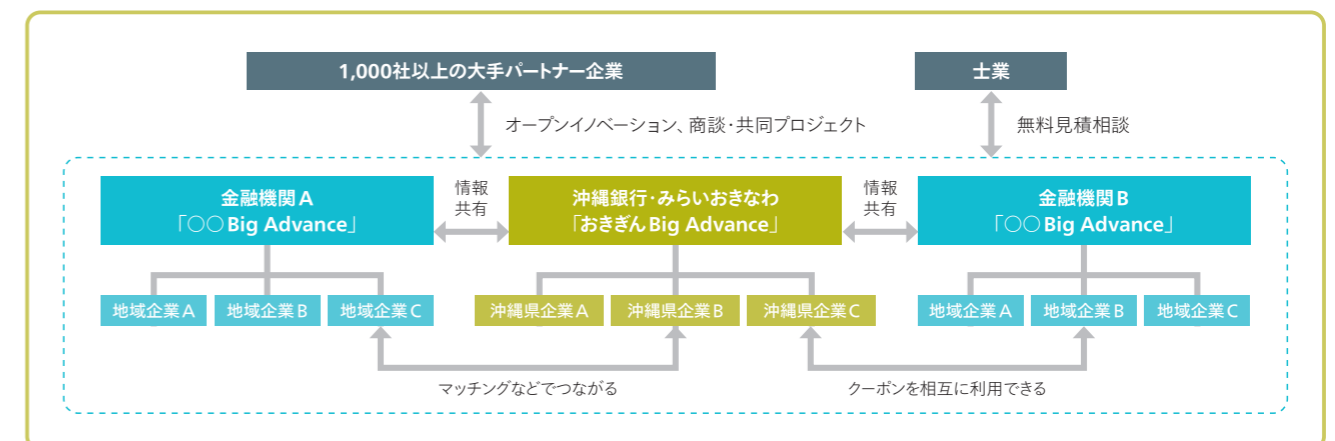 1,000社以上の大手パートナー企業
士業
オープンイノベーション、商談・共同プロジェクト
無料見積相談
金融機関A
「○○Big Advance」
情報
共有
沖縄銀行・みらいおきなわ
「おきぎん Big Advance」
情報
共有
金融機関B
「○○Big Advance」
地域企業A
地域企業B
地域企業C
沖縄県企業A
沖縄県企業B
沖縄県企業C
地域企業A
地域企業B
地域企業C
マッチングなどでつながる
クーポンを相互に利用できる